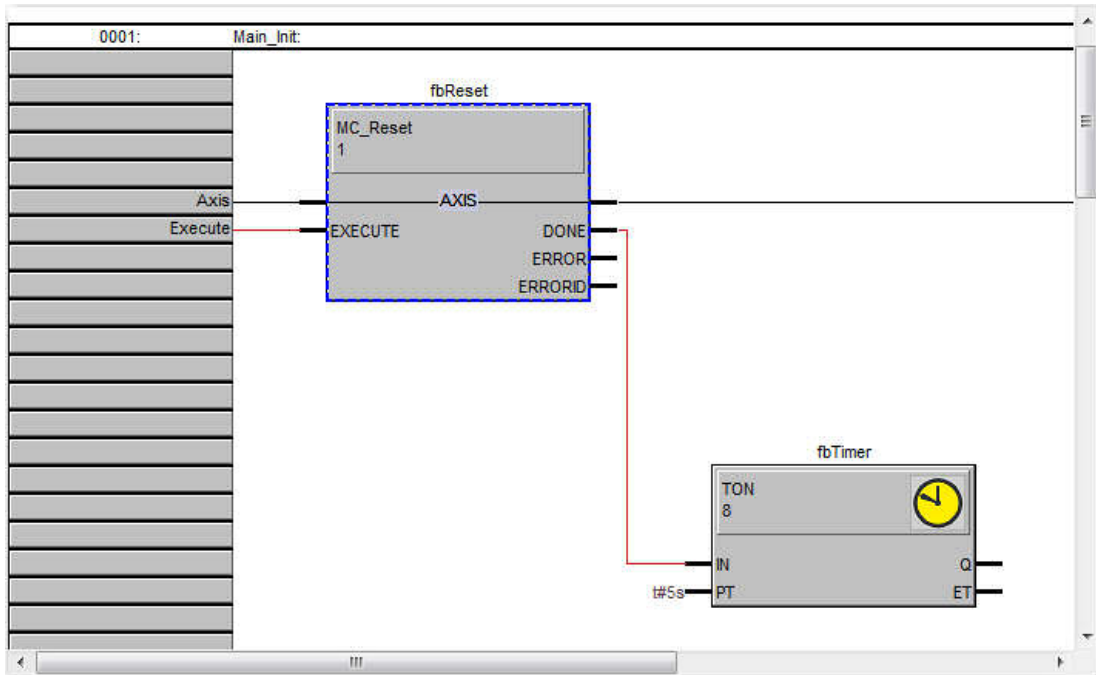 0001: Main_Init:
fbReset
MC_Reset
1
Axis AXIS
Execute EXECUTE DONE
ERROR
ERRORID
fbTimer
TON
8
IN Q
t#5s PT ET